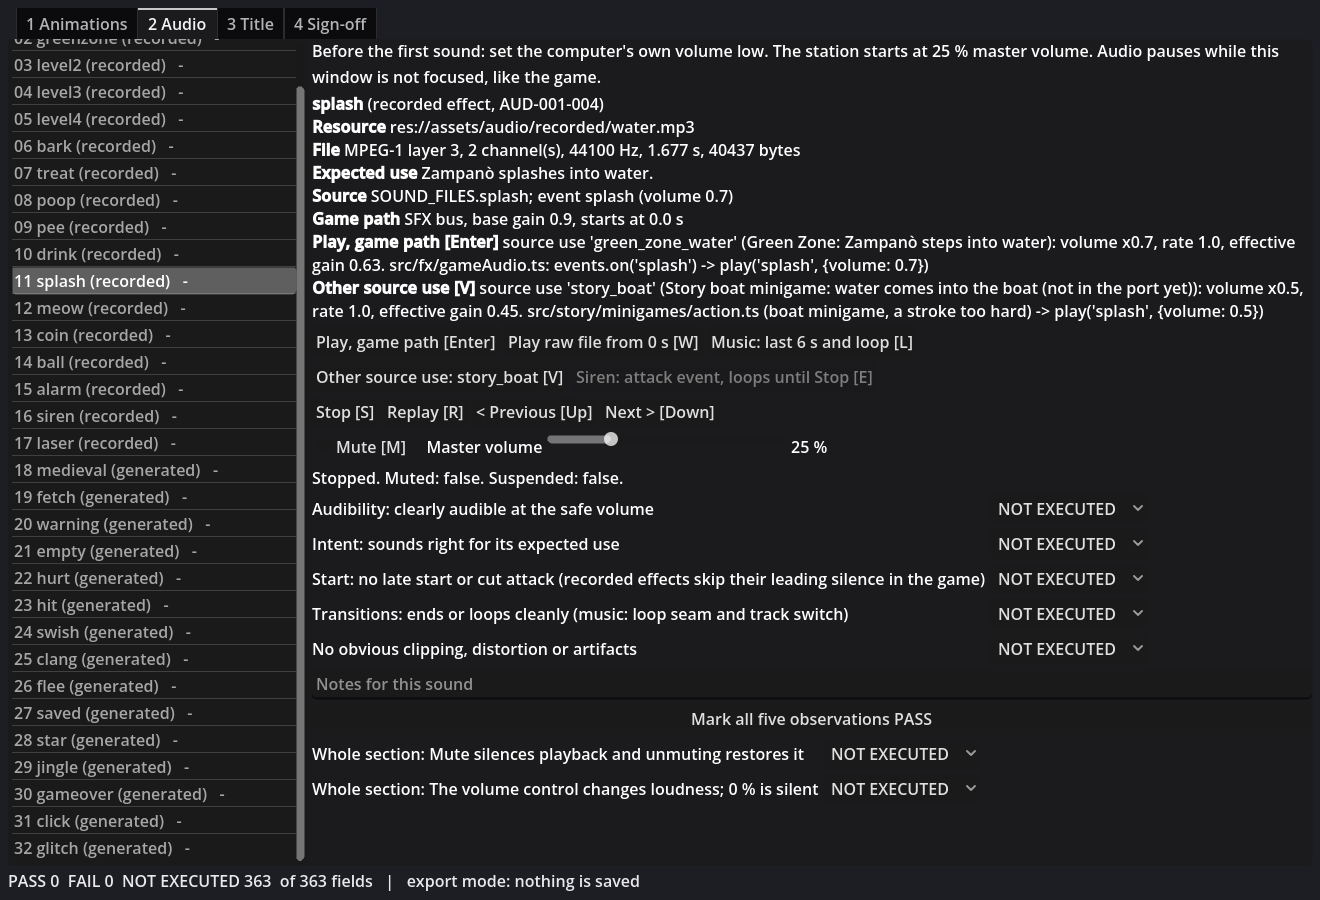 1 Animations
2 Audio
3 Title
4 Sign-off
02 greenzone (recorded) -
03 level2 (recorded) -
04 level3 (recorded) -
05 level4 (recorded) -
06 bark (recorded) -
07 treat (recorded) -
08 poop (recorded) -
09 pee (recorded) -
10 drink (recorded) -
11 splash (recorded) -
12 meow (recorded) -
13 coin (recorded) -
14 ball (recorded) -
15 alarm (recorded) -
16 siren (recorded) -
17 laser (recorded) -
18 medieval (generated) -
19 fetch (generated) -
20 warning (generated) -
21 empty (generated) -
22 hurt (generated) -
23 hit (generated) -
24 swish (generated) -
25 clang (generated) -
26 flee (generated) -
27 saved (generated) -
28 star (generated) -
29 jingle (generated) -
30 gameover (generated) -
31 click (generated) -
32 glitch (generated) -
Before the first sound: set the computer's own volume low. The station starts at 25 % master volume. Audio pauses while this
window is not focused, like the game.
splash (recorded effect, AUD-001-004)
Resource res://assets/audio/recorded/water.mp3
File MPEG-1 layer 3, 2 channel(s), 44100 Hz, 1.677 s, 40437 bytes
Expected use Zampanò splashes into water.
Source SOUND_FILES.splash; event splash (volume 0.7)
Game path SFX bus, base gain 0.9, starts at 0.0 s
Play, game path [Enter] source use 'green_zone_water' (Green Zone: Zampanò steps into water): volume x0.7, rate 1.0, effective
gain 0.63. src/fx/gameAudio.ts: events.on('splash') -> play('splash', {volume: 0.7})
Other source use [V] source use 'story_boat' (Story boat minigame: water comes into the boat (not in the port yet)): volume x0.5,
rate 1.0, effective gain 0.45. src/story/minigames/action.ts (boat minigame, a stroke too hard) -> play('splash', {volume: 0.5})
Play, game path [Enter] Play raw file from 0 s [W] Music: last 6 s and loop [L]
Other source use: story_boat [V] Siren: attack event, loops until Stop [E]
Stop [S] Replay [R] < Previous [Up] Next > [Down]
Mute [M] Master volume 25 %
Stopped. Muted: false. Suspended: false.
Audibility: clearly audible at the safe volume NOT EXECUTED
Intent: sounds right for its expected use NOT EXECUTED
Start: no late start or cut attack (recorded effects skip their leading silence in the game) NOT EXECUTED
Transitions: ends or loops cleanly (music: loop seam and track switch) NOT EXECUTED
No obvious clipping, distortion or artifacts NOT EXECUTED
Notes for this sound
Mark all five observations PASS
Whole section: Mute silences playback and unmuting restores it NOT EXECUTED
Whole section: The volume control changes loudness; 0 % is silent NOT EXECUTED
PASS 0 FAIL 0 NOT EXECUTED 363 of 363 fields | export mode: nothing is saved